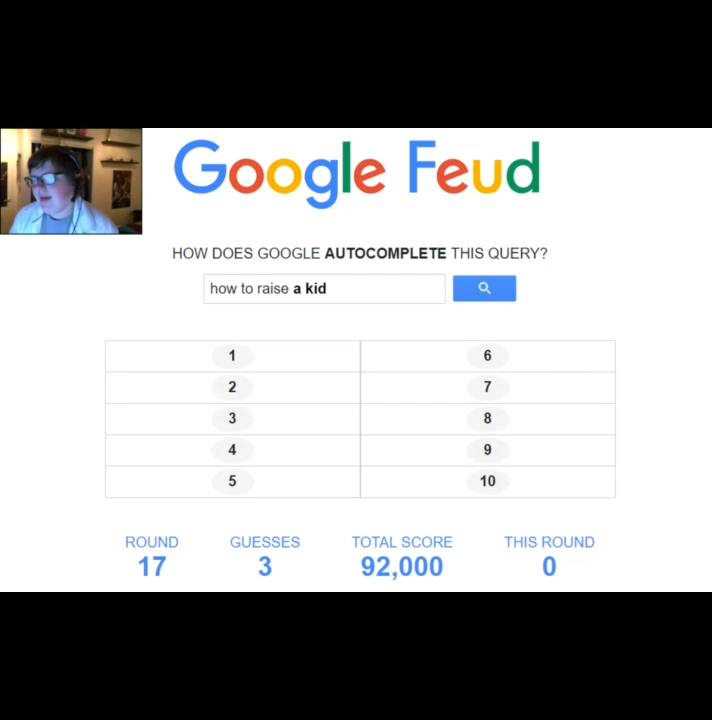 Google Feud
HOW DOES GOOGLE AUTOCOMPLETE THIS QUERY?
how to raise a kid
1 6
2 7
3 8
4 9
5 10
ROUND GUESSES TOTAL SCORE THIS ROUND
17 3 92,000 0